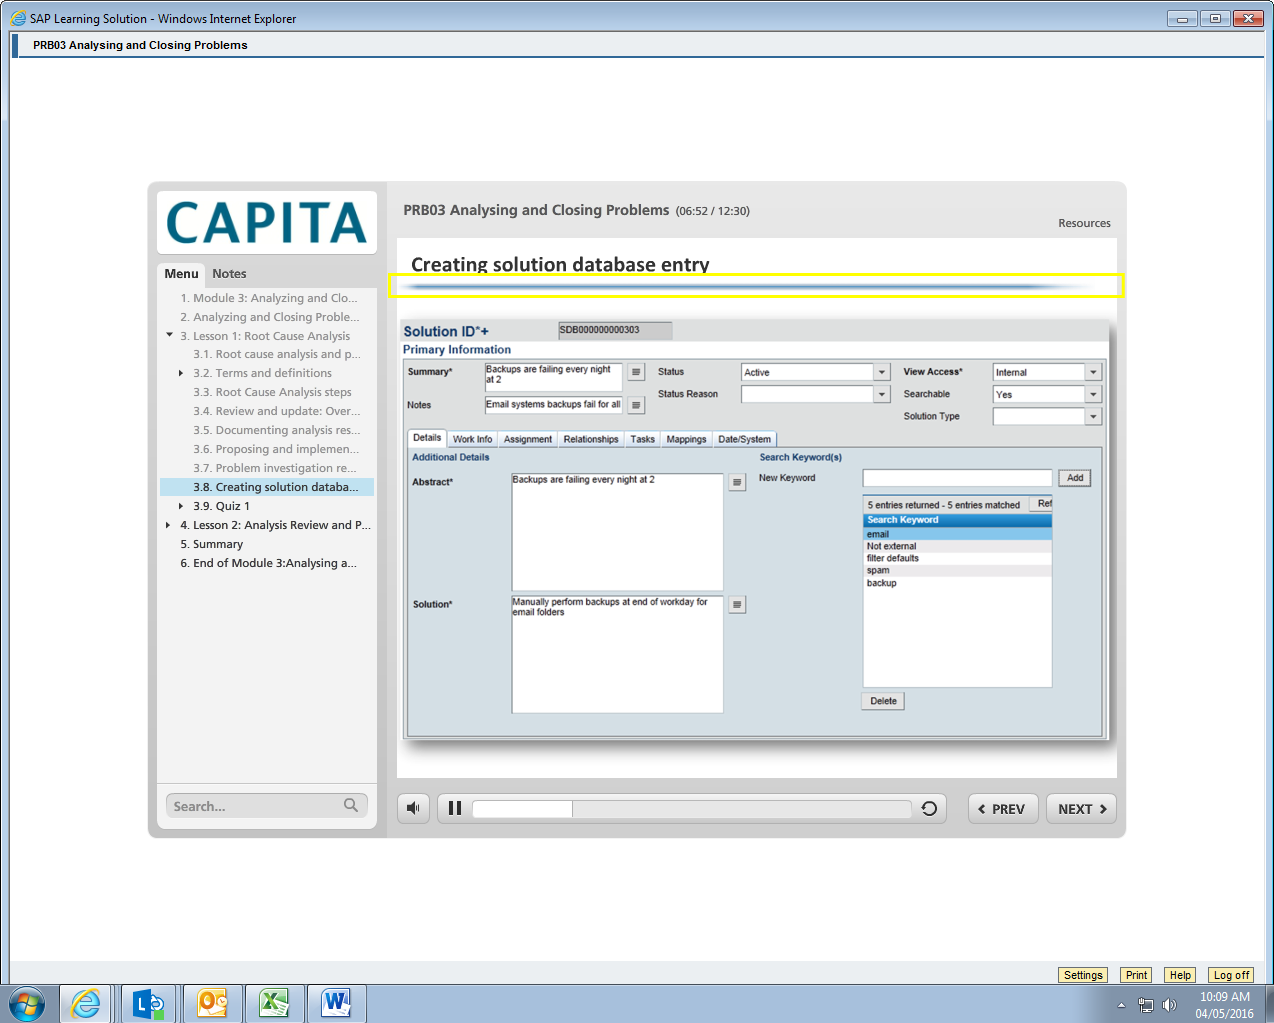 SAP Learning Solution - Windows Internet Explorer
PRB03 Analysing and Closing Problems
CAPITA
PRB03 Analysing and Closing Problems (06:52 / 12:30)
Resources
Menu Notes
1. Module 3: Analyzing and Clo...
2. Analyzing and Closing Proble...
3. Lesson 1: Root Cause Analysis
3.1. Root cause analysis and p...
3.2. Terms and definitions
3.3. Root Cause Analysis steps
3.4. Review and update: Over...
3.5. Documenting analysis res...
3.6. Proposing and implemen...
3.7. Problem investigation re...
3.8. Creating solution databa...
3.9. Quiz 1
4. Lesson 2: Analysis Review and P...
5. Summary
6. End of Module 3:Analysing a...
Search...
Creating solution database entry
Solution ID*+ SDB000000000303
Primary Information
Summary* Backups are failing every night
at 2
Notes Email systems backups fail for all
Status Active
Status Reason
View Access* Internal
Searchable Yes
Solution Type
Details Work Info Assignment Relationships Tasks Mappings Date/System
Additional Details
Abstract* Backups are failing every night at 2
Solution* Manually perform backups at end of workday for
email folders
Search Keyword(s)
New Keyword Add
5 entries returned - 5 entries matched Ref
Search Keyword
email
Not external
filter defaults
spam
backup
Delete
PREV NEXT
Settings Print Help Log off
10:09 AM
04/05/2016